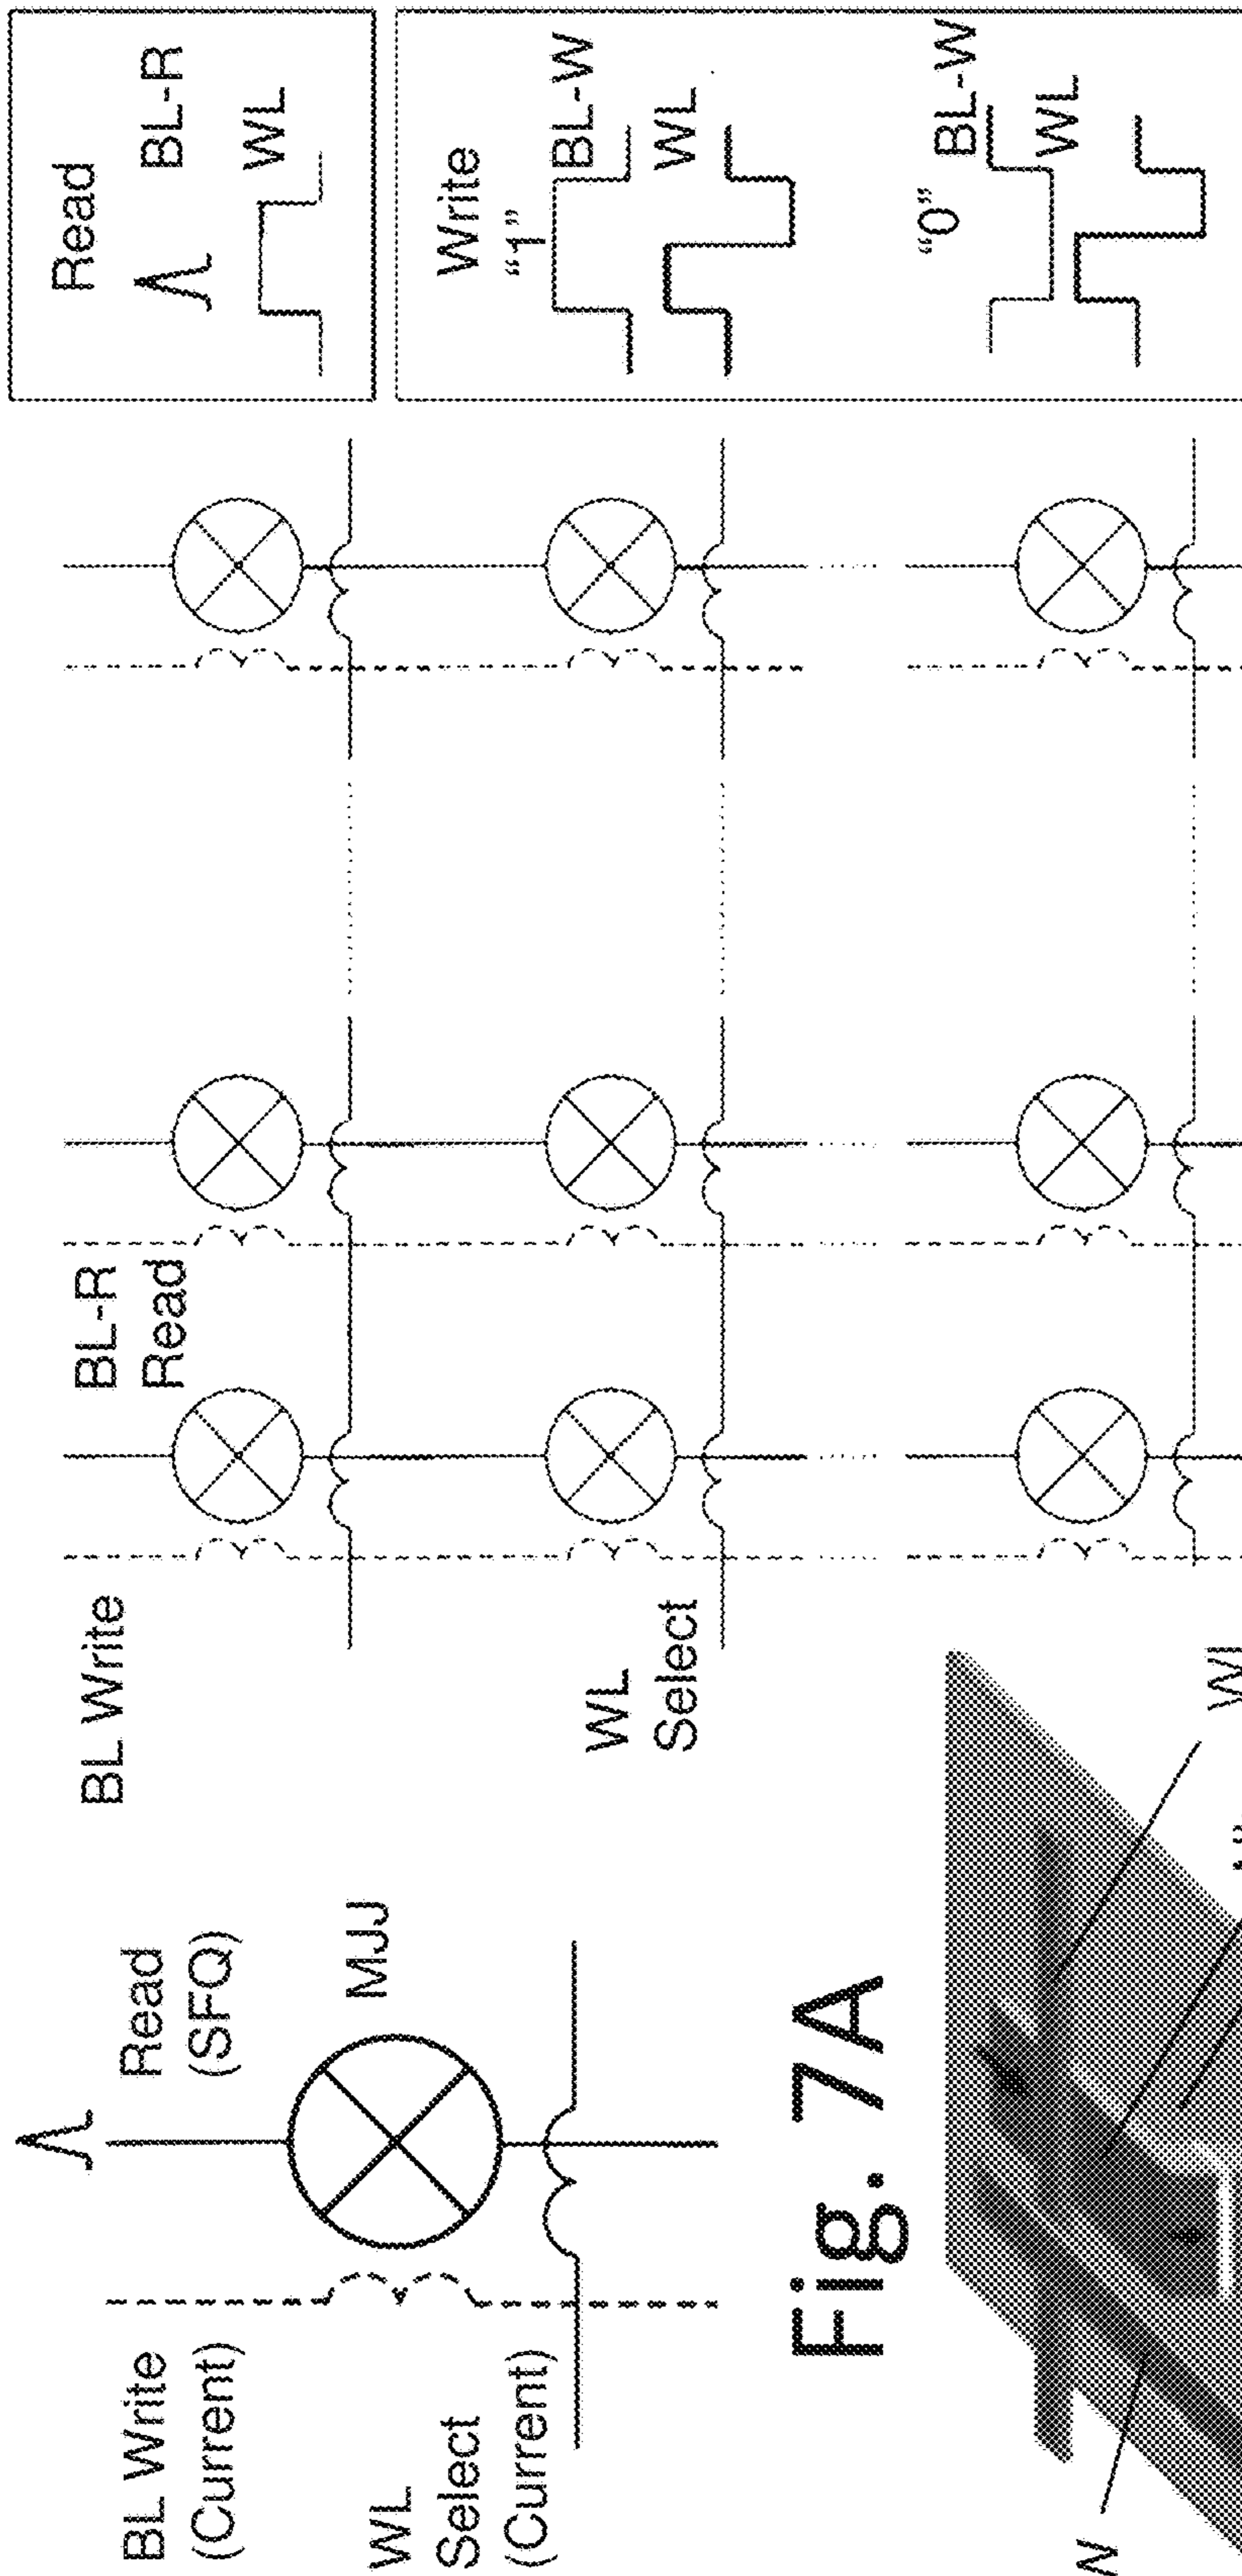 BL Write
(Current)
Read
(SFQ)
MJJ
WL
Select
(Current)
Fig. 7A
BL Write
BL-R
Read
WL
Select
Read
BL-R
WL
Write
“1”
BL-W
WL
“0”
BL-W
WL